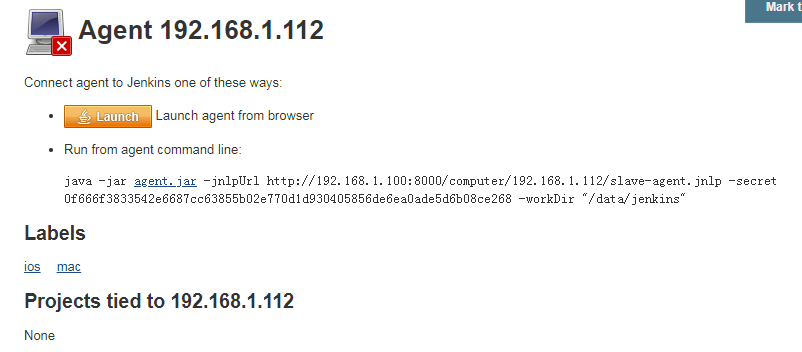 Mark t
Agent 192.168.1.112
Connect agent to Jenkins one of these ways:
Launch Launch agent from browser
Run from agent command line:
java -jar agent.jar -jnlpUrl http://192.168.1.100:8000/computer/192.168.1.112/slave-agent.jnlp -secret
0f666f3833542e6687cc63855b02e770d1d930405856de6ea0ade5d6b08ce268 -workDir "/data/jenkins"
Labels
ios mac
Projects tied to 192.168.1.112
None